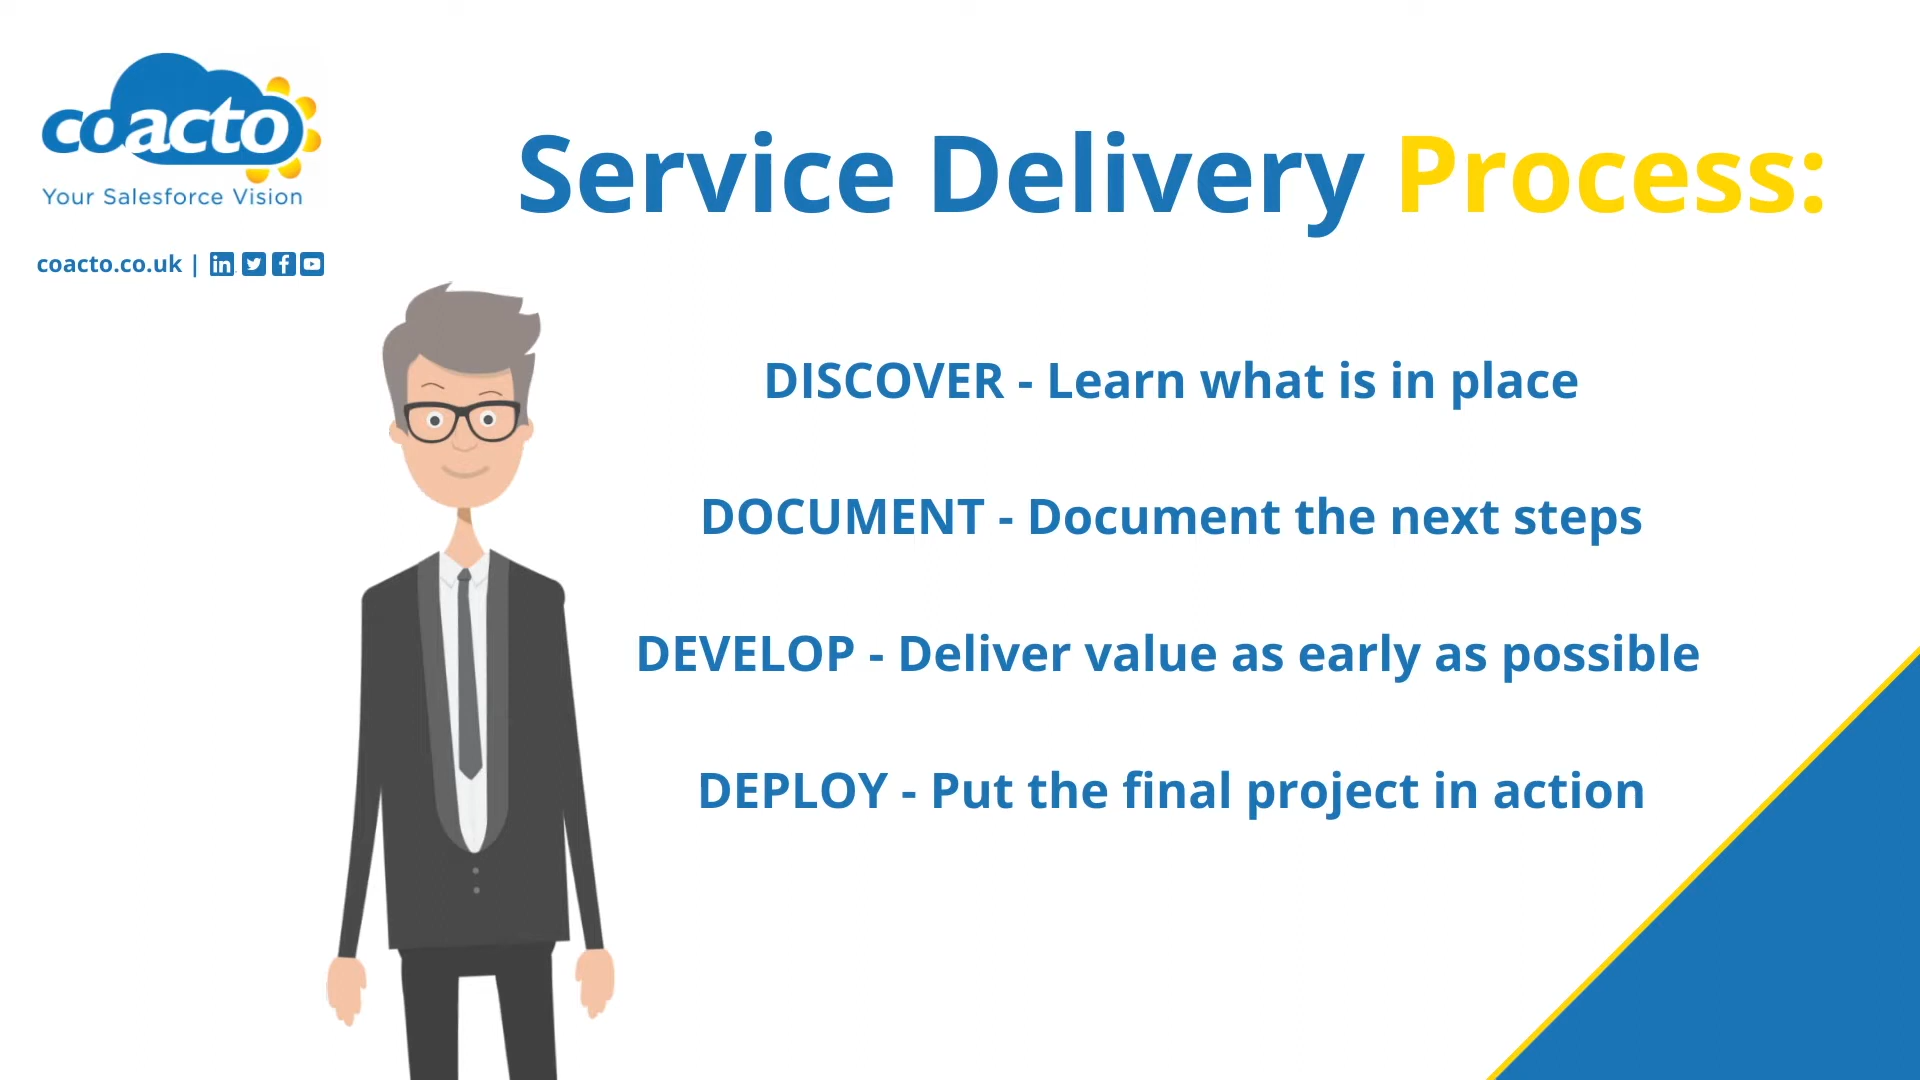 coacto
Your Salesforce Vision
coacto.co.uk |
Service Delivery Process:
DISCOVER - Learn what is in place
DOCUMENT - Document the next steps
DEVELOP - Deliver value as early as possible
DEPLOY - Put the final project in action